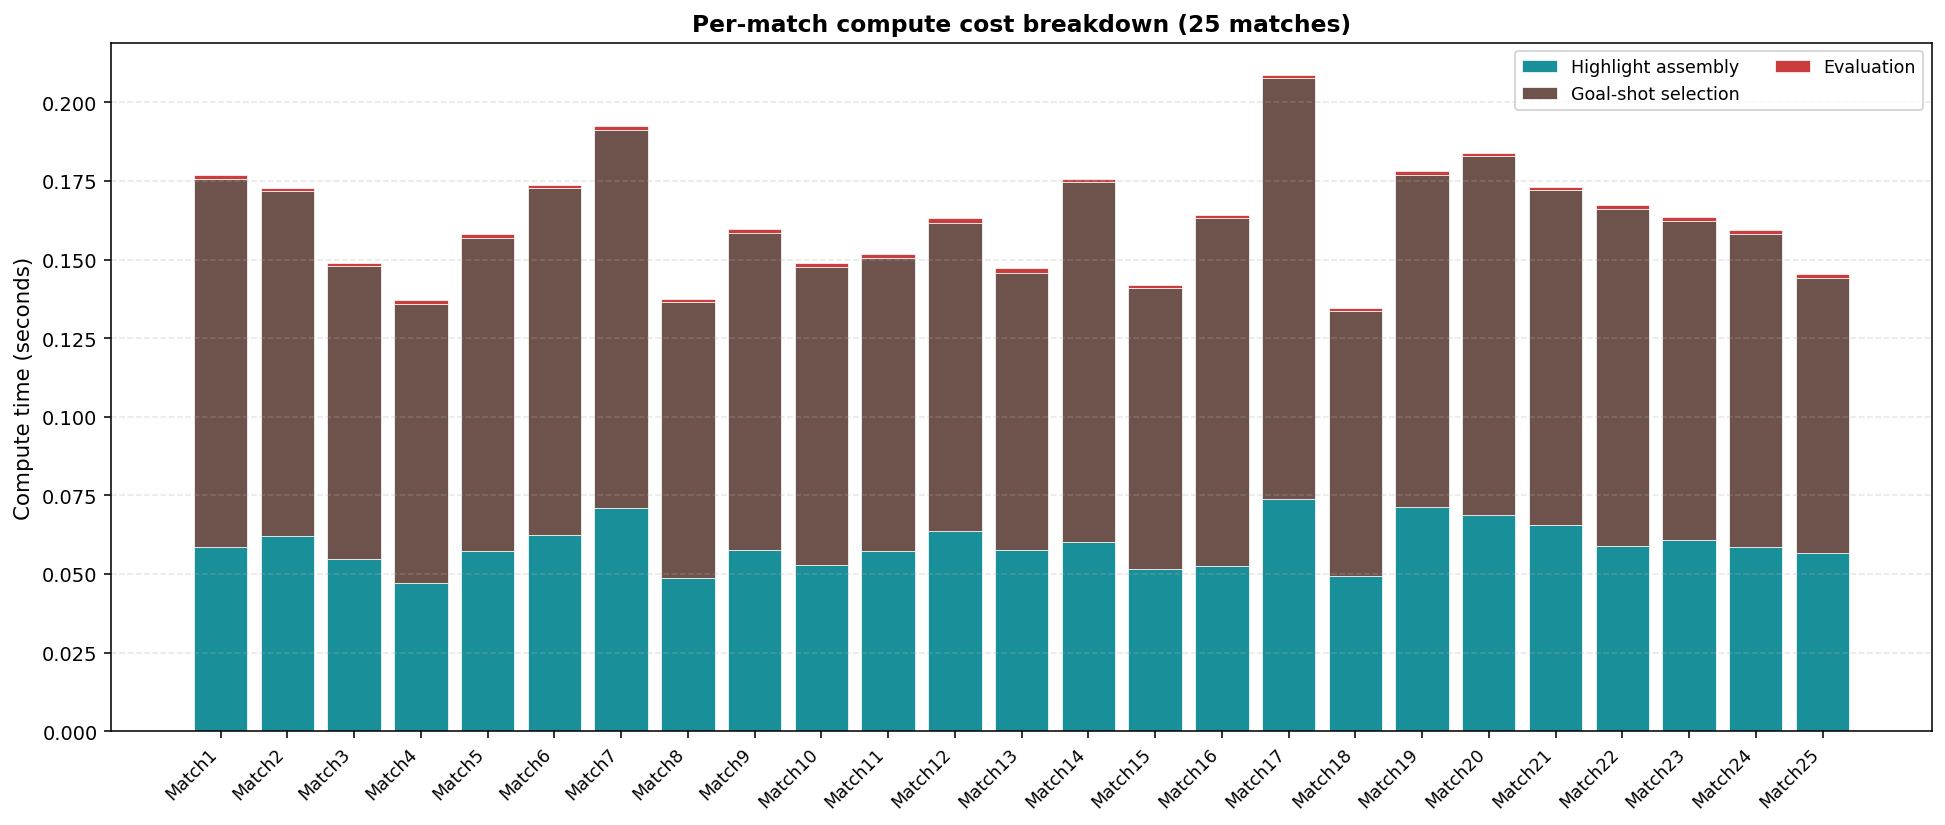 Per-match compute cost breakdown (25 matches)
Highlight assembly
Goal-shot selection
Evaluation
Compute time (seconds)
0.200
0.175
0.150
0.125
0.100
0.075
0.050
0.025
0.000
Match1
Match2
Match3
Match4
Match5
Match6
Match7
Match8
Match9
Match10
Match11
Match12
Match13
Match14
Match15
Match16
Match17
Match18
Match19
Match20
Match21
Match22
Match23
Match24
Match25